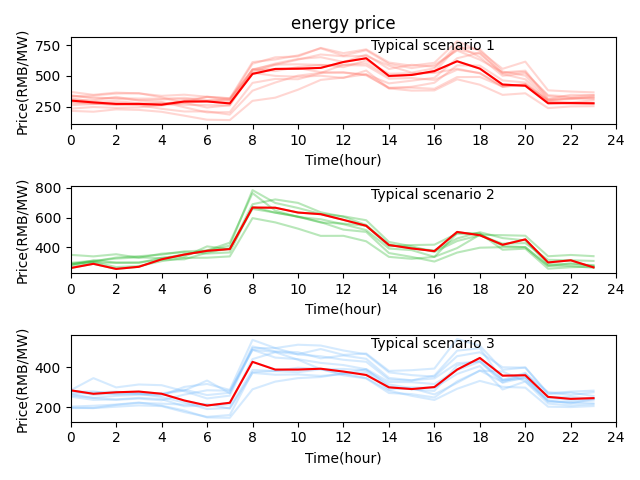 energy price
Typical scenario 1
Price(RMB/MW)
750
500
250
0 2 4 6 8 10 12 14 16 18 20 22 24
Time(hour)
Typical scenario 2
Price(RMB/MW)
800
600
400
0 2 4 6 8 10 12 14 16 18 20 22 24
Time(hour)
Typical scenario 3
Price(RMB/MW)
400
200
0 2 4 6 8 10 12 14 16 18 20 22 24
Time(hour)